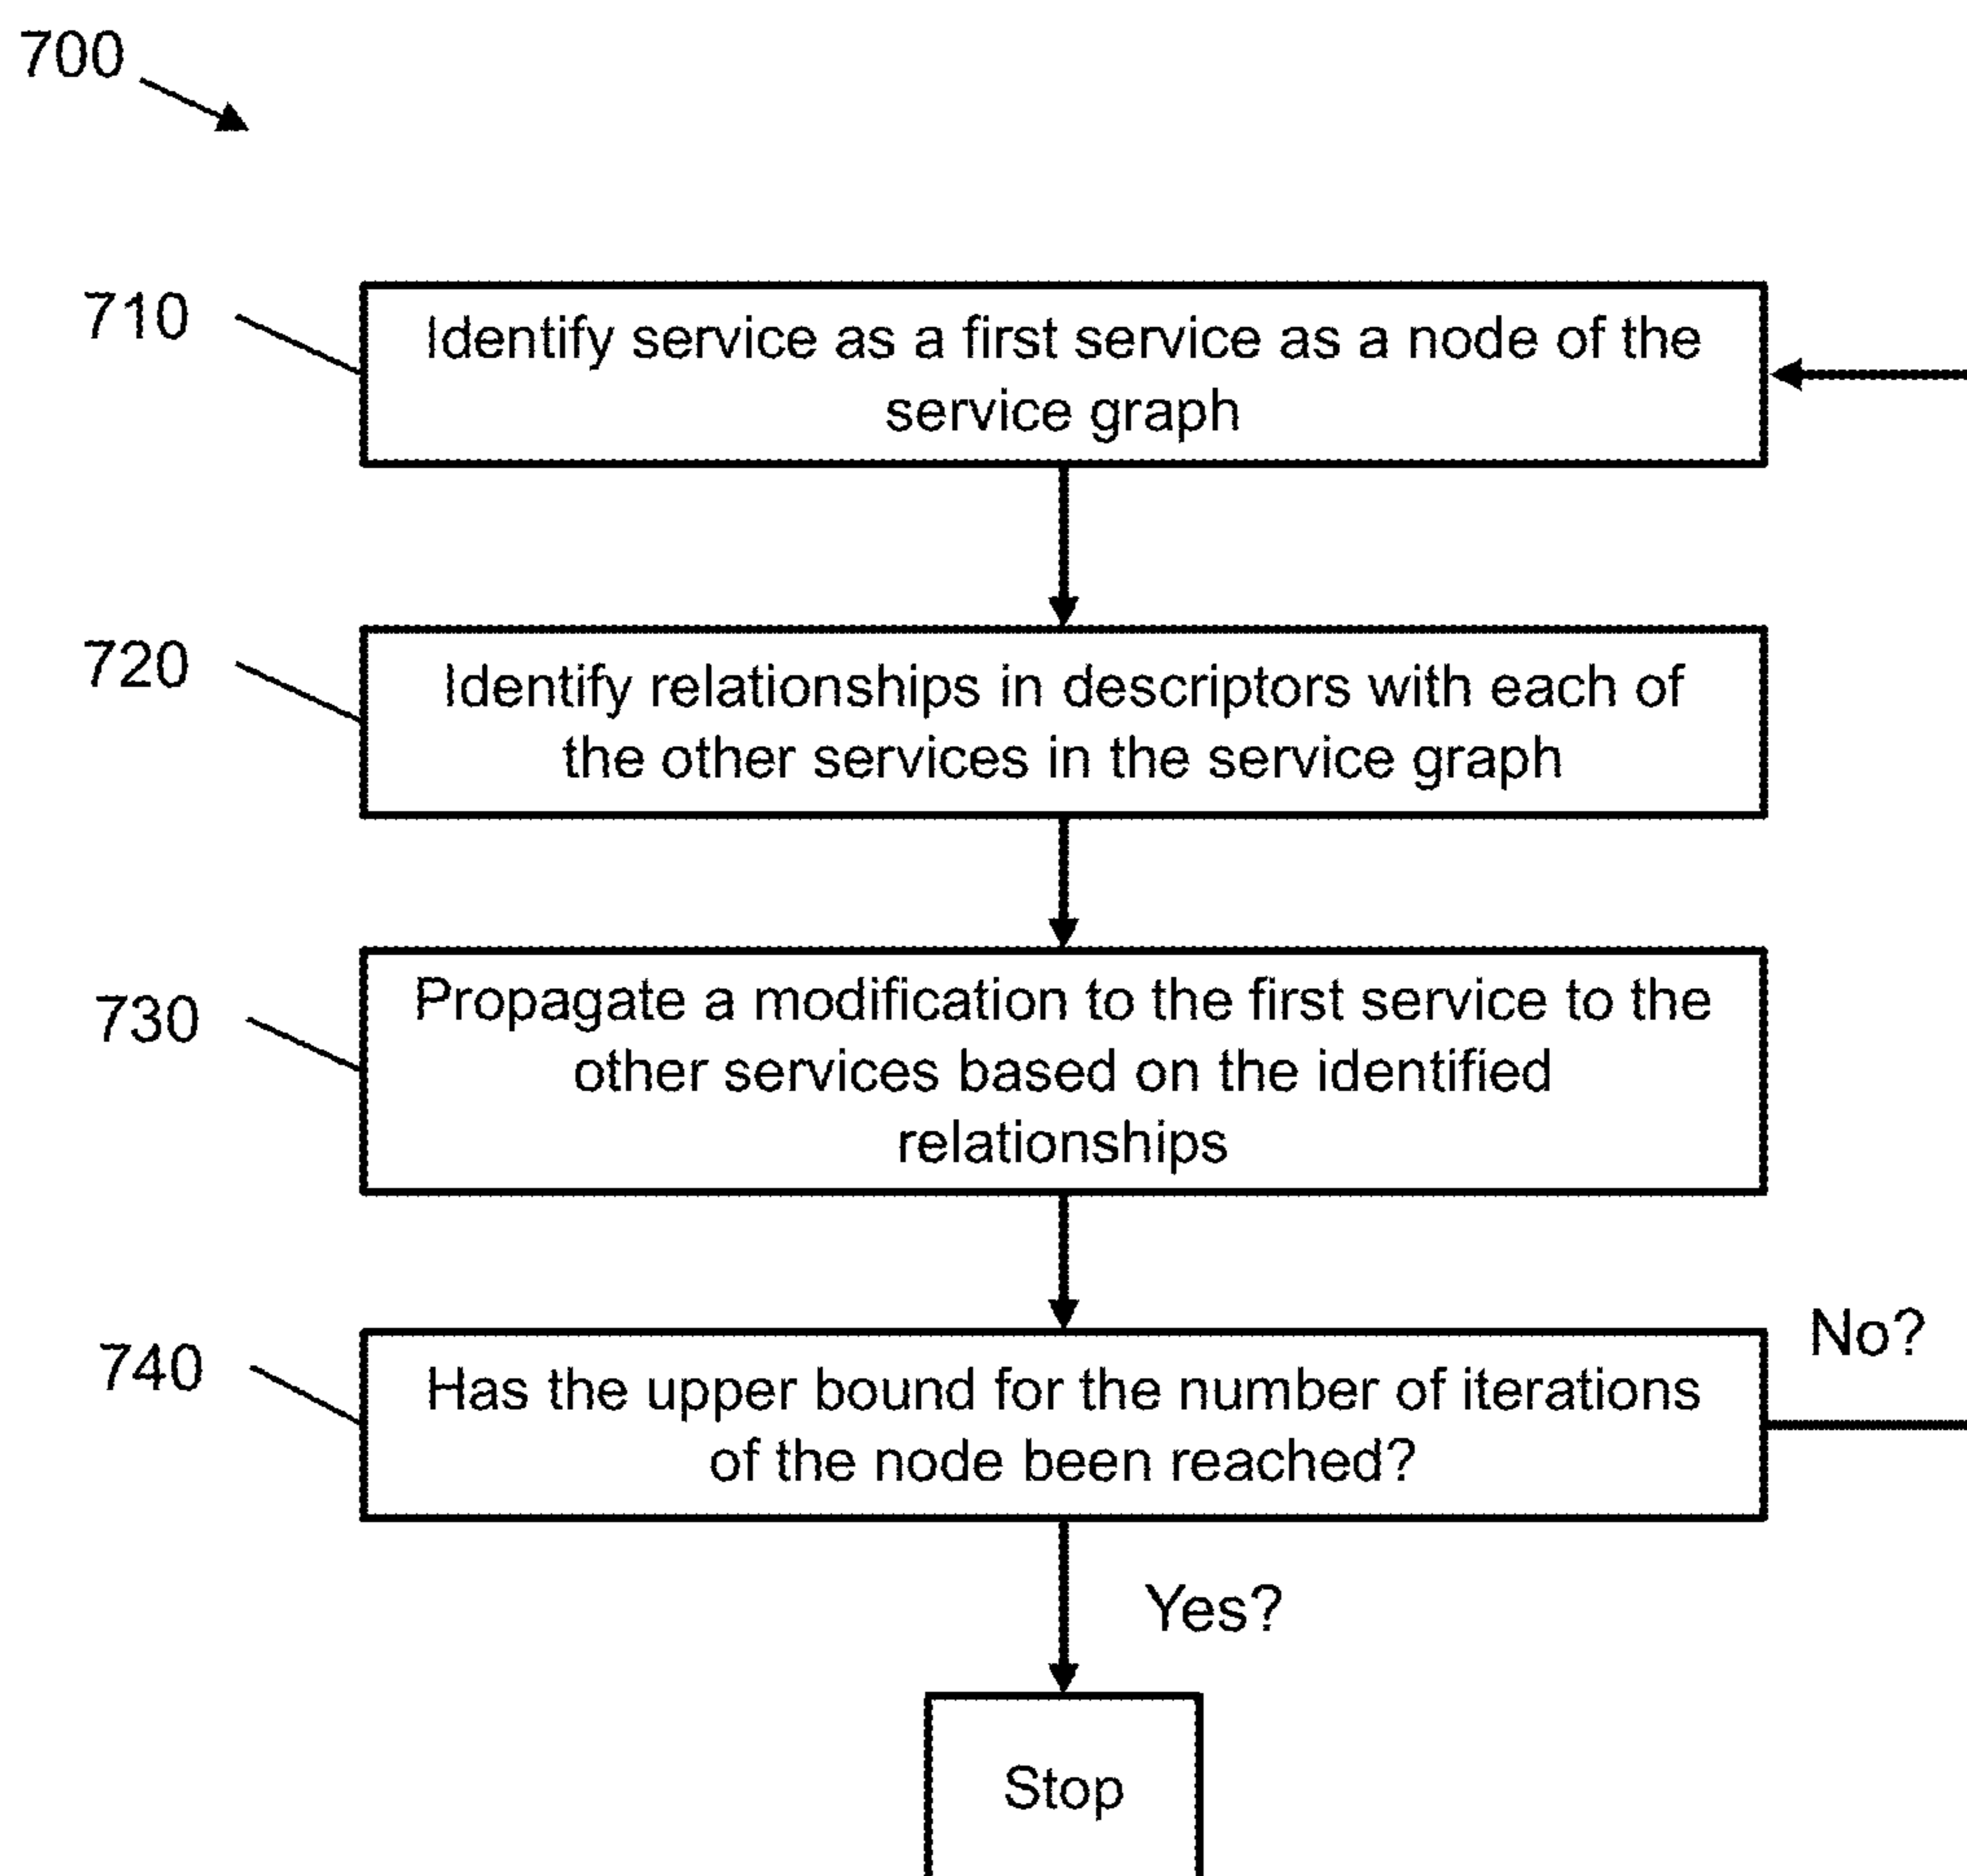 700
710
Identify service as a first service as a node of the
service graph
720
Identify relationships in descriptors with each of
the other services in the service graph
730
Propagate a modification to the first service to the
other services based on the identified
relationships
740
Has the upper bound for the number of iterations
of the node been reached?
No?
Yes?
Stop